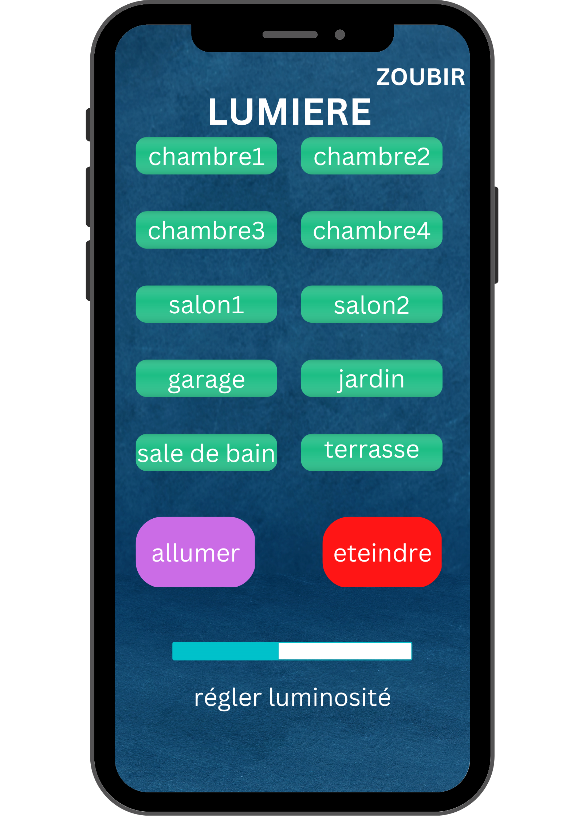 ZOUBIR
LUMIERE
chambre1 chambre2
chambre3 chambre4
salon1 salon2
garage jardin
sale de bain terrasse
allumer eteindre
régler luminosité